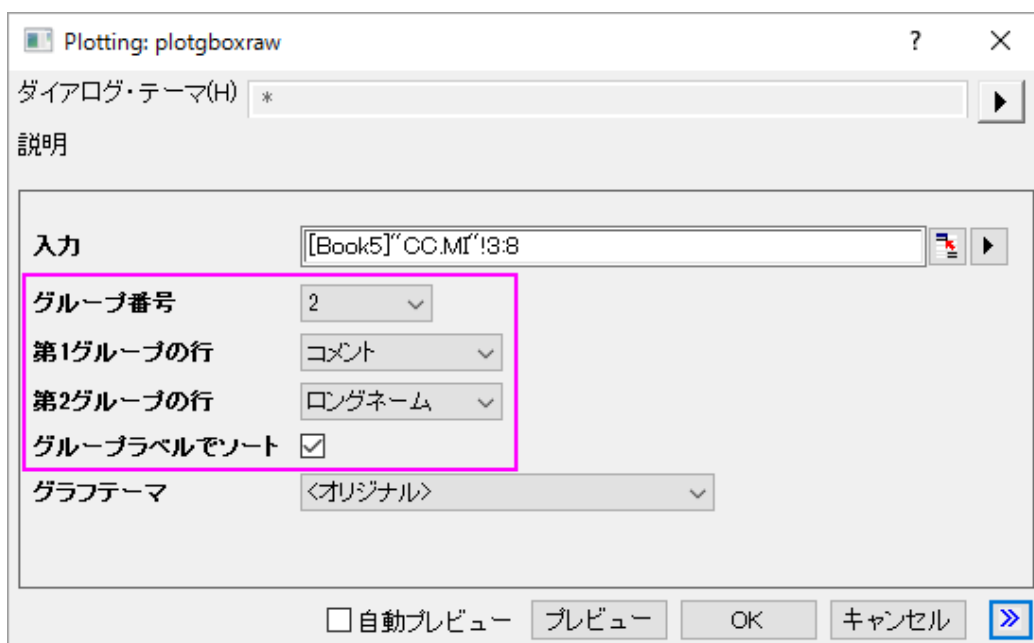 Plotting: plotgboxraw ? ×
ダイアログ・テーマ(H) *
説明
入力 [Book5]"CC.MI"!3:8
グループ番号 2
第1グループの行 コメント
第2グループの行 ロングネーム
グループラベルでソート
グラフテーマ <オリジナル>
自動プレビュー プレビュー OK キャンセル